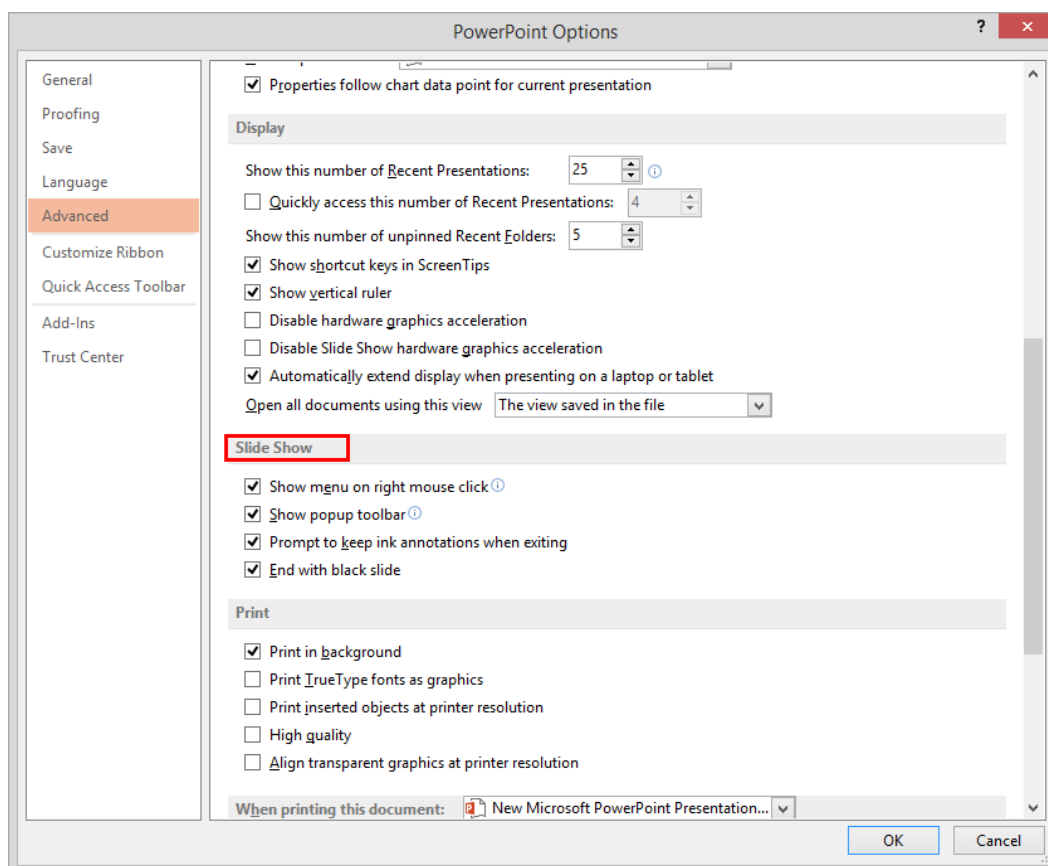 PowerPoint Options
?
General
Proofing
Save
Language
Advanced
Customize Ribbon
Quick Access Toolbar
Add-Ins
Trust Center
Properties follow chart data point for current presentation
Display
Show this number of Recent Presentations: 25
Quickly access this number of Recent Presentations: 4
Show this number of unpinned Recent Folders: 5
Show shortcut keys in ScreenTips
Show vertical ruler
Disable hardware graphics acceleration
Disable Slide Show hardware graphics acceleration
Automatically extend display when presenting on a laptop or tablet
Open all documents using this view The view saved in the file
Slide Show
Show menu on right mouse click
Show popup toolbar
Prompt to keep ink annotations when exiting
End with black slide
Print
Print in background
Print TrueType fonts as graphics
Print inserted objects at printer resolution
High quality
Align transparent graphics at printer resolution
When printing this document: New Microsoft PowerPoint Presentation...
OK Cancel